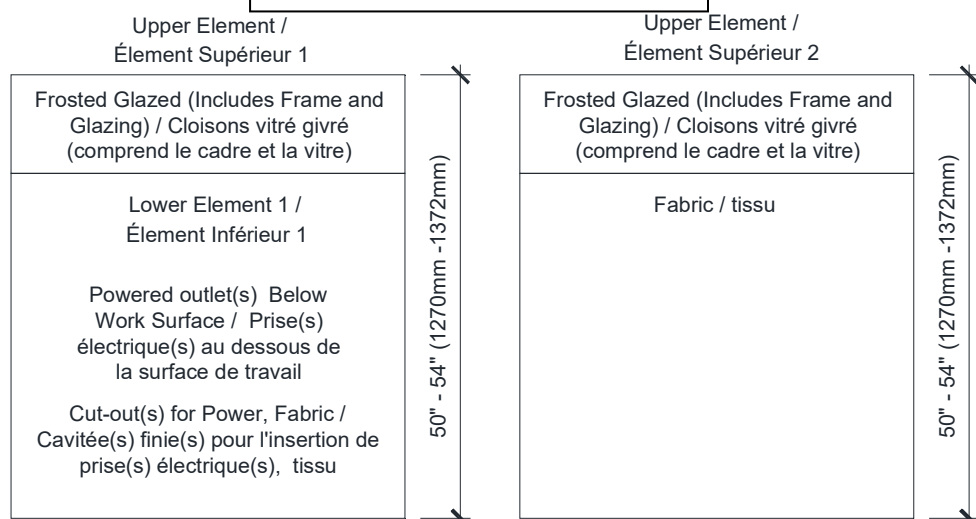 Upper Element /
Élement Supérieur 1
Frosted Glazed (Includes Frame and
Glazing) / Cloisons vitré givré
(comprend le cadre et la vitre)
Lower Element 1 /
Élement Inférieur 1
Powered outlet(s) Below
Work Surface / Prise(s)
électrique(s) au dessous de
la surface de travail
Cut-out(s) for Power, Fabric /
Cavitée(s) finie(s) pour l'insertion de
prise(s) électrique(s), tissu
50" - 54" (1270mm -1372mm)
Upper Element /
Élement Supérieur 2
Frosted Glazed (Includes Frame and
Glazing) / Cloisons vitré givré
(comprend le cadre et la vitre)
Fabric / tissu
50" - 54" (1270mm -1372mm)